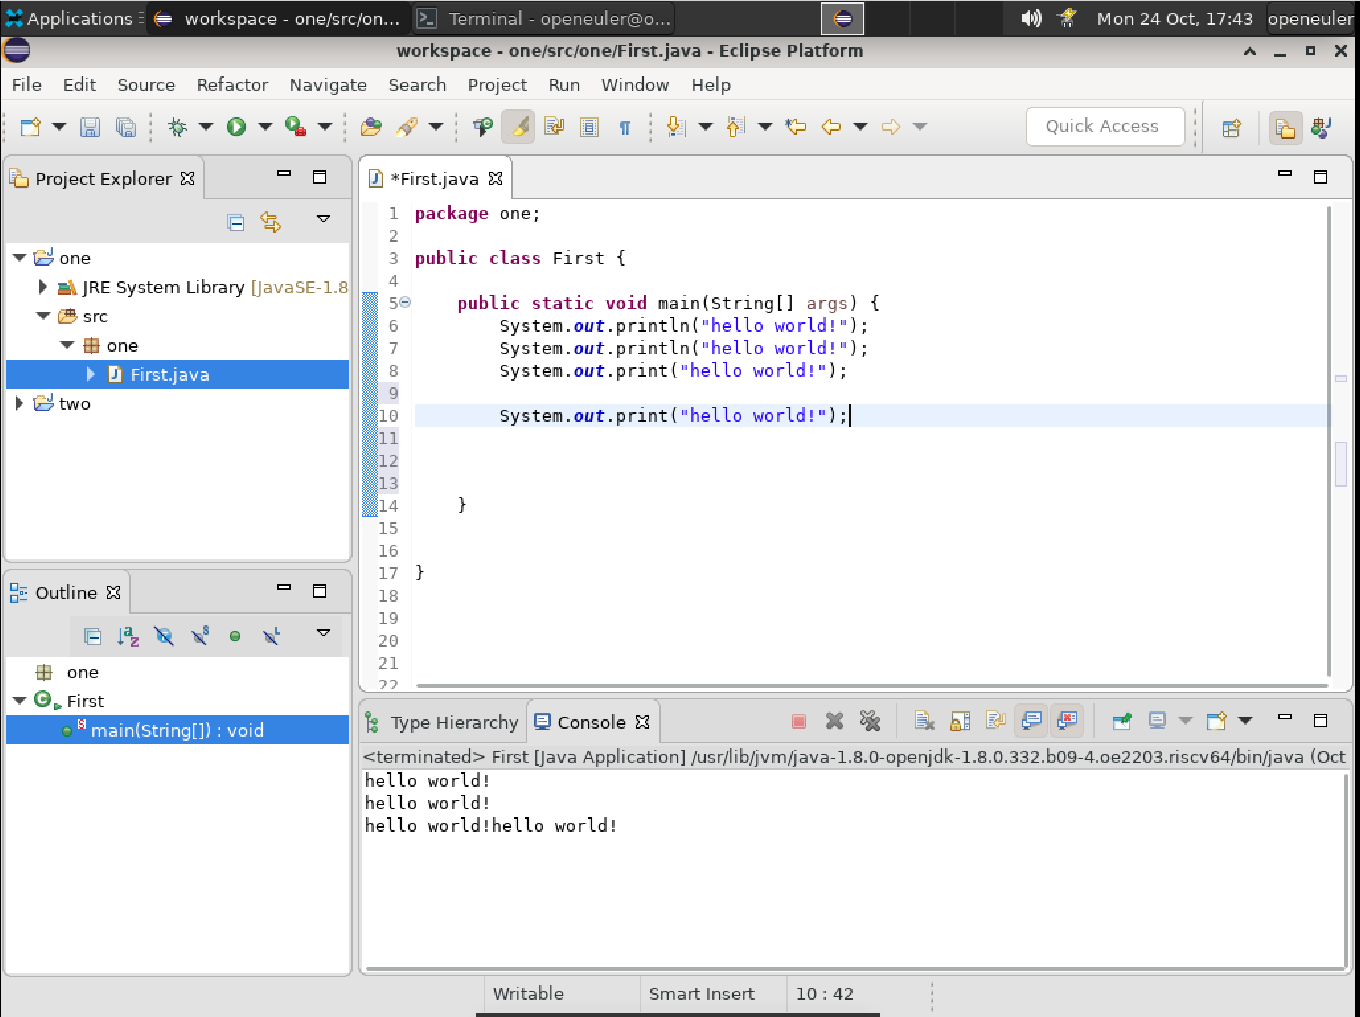 Applications
workspace - one/src/on...
Terminal - openeuler@o...
Mon 24 Oct, 17:43
openeuler
workspace - one/src/one/First.java - Eclipse Platform
File Edit Source Refactor Navigate Search Project Run Window Help
Quick Access
Project Explorer
one
JRE System Library [JavaSE-1.8
src
one
First.java
two
*First.java
1 package one;
2
3 public class First {
4
5 public static void main(String[] args) {
6 System.out.println("hello world!");
7 System.out.println("hello world!");
8 System.out.print("hello world!");
9
10 System.out.print("hello world!");
11
12
13
14 }
15
16
17 }
18
19
20
21
22
Outline
one
First
main(String[]) : void
Type Hierarchy
Console
<terminated> First [Java Application] /usr/lib/jvm/java-1.8.0-openjdk-1.8.0.332.b09-4.oe2203.riscv64/bin/java (Oct
hello world!
hello world!
hello world!hello world!
Writable
Smart Insert
10 : 42